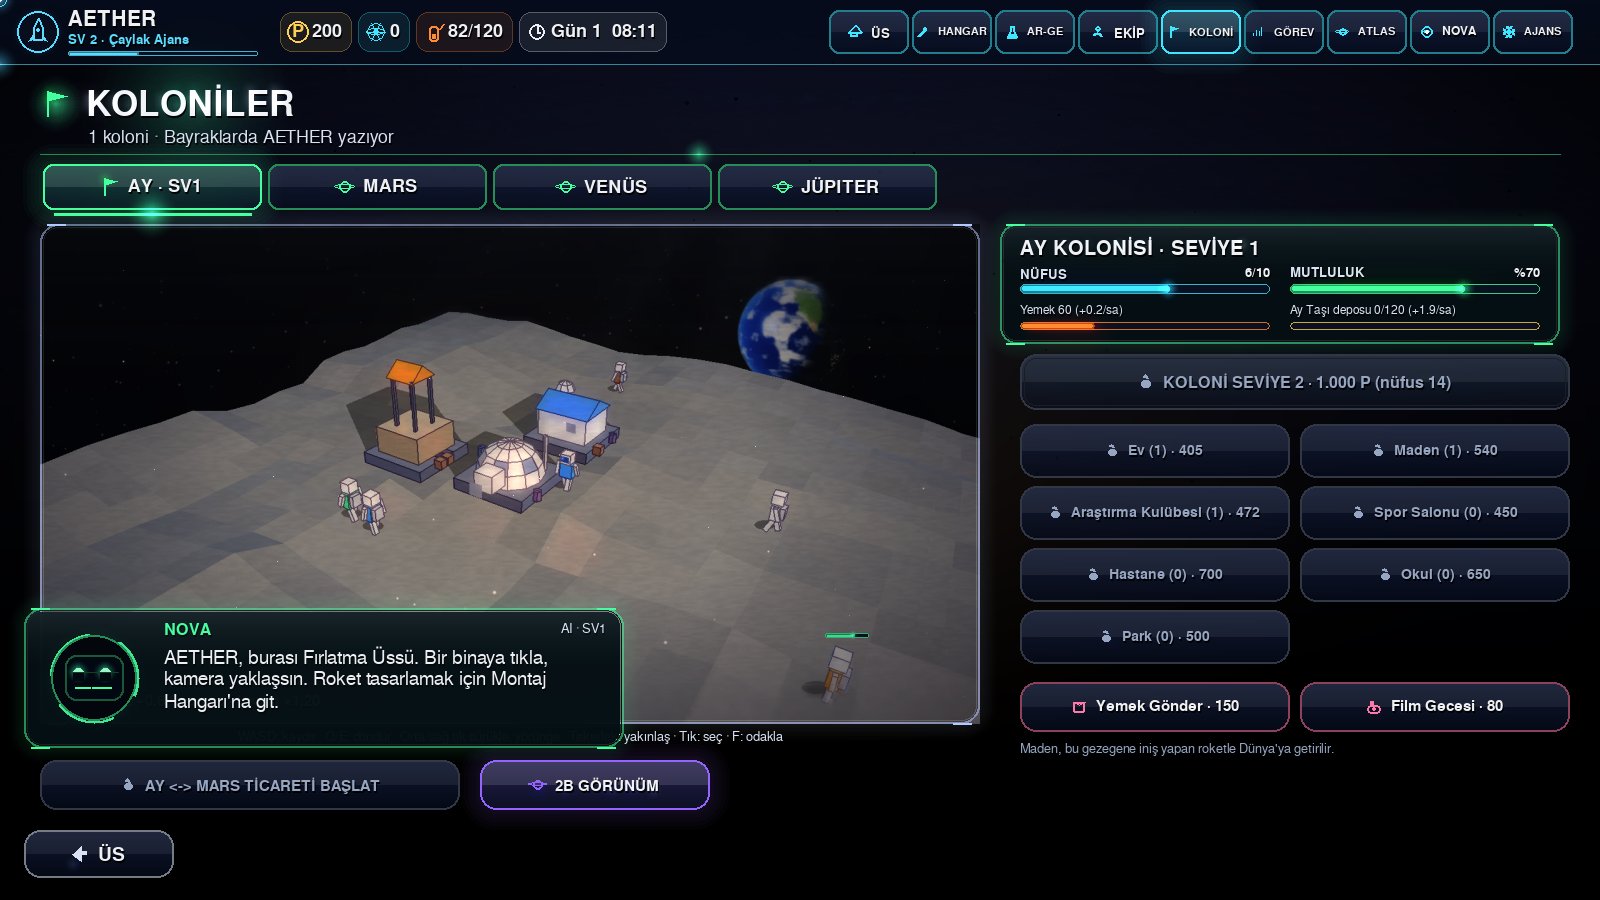 AETHER
SV 2 · Çaylak Ajans
P 200
0
82/120
Gün 1 08:11
ÜS
HANGAR
AR-GE
EKİP
KOLONİ
GÖREV
ATLAS
NOVA
AJANS
KOLONİLER
1 koloni · Bayraklarda AETHER yazıyor
AY · SV1
MARS
VENÜS
JÜPITER
AY KOLONİSİ · SEVİYE 1
NÜFUS 6/10
MUTLULUK %70
Yemek 60 (+0.2/sa)
Ay Taşı deposu 0/120 (+1.9/sa)
KOLONİ SEVİYE 2 · 1.000 P (nüfus 14)
Ev (1) · 405
Maden (1) · 540
Araştırma Kulübesi (1) · 472
Spor Salonu (0) · 450
Hastane (0) · 700
Okul (0) · 650
Park (0) · 500
Yemek Gönder · 150
Film Gecesi · 80
Maden, bu gezegene iniş yapan roketle Dünya'ya getirilir.
NOVA
AI · SV1
AETHER, burası Fırlatma Üssü. Bir binaya tıkla,
kamera yaklaşsın. Roket tasarlamak için Montaj
Hangarı'na git.
yakınlaş · Tık: seç · F: odakla
AY <-> MARS TİCARETİ BAŞLAT
2B GÖRÜNÜM
ÜS